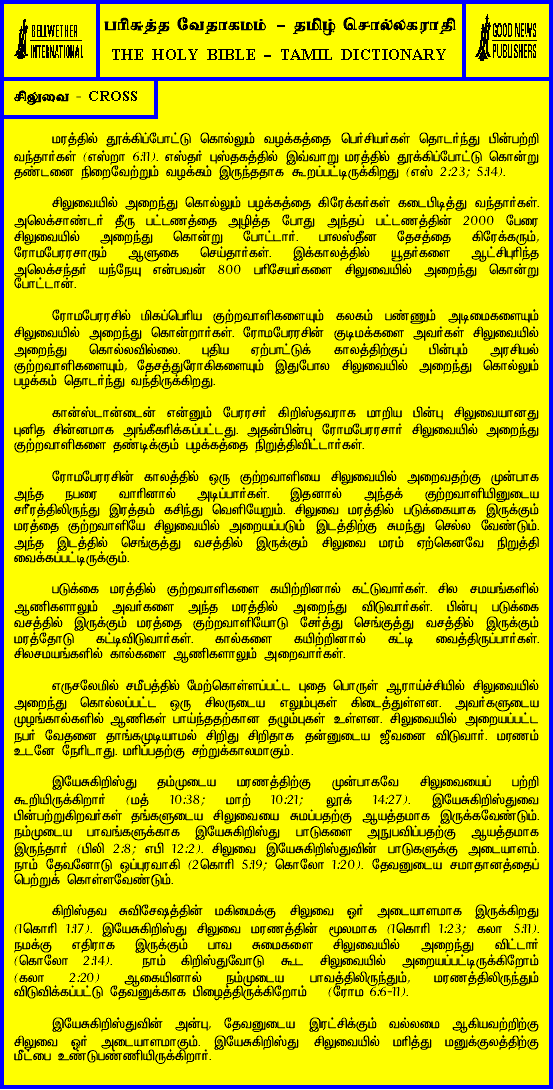 BELLWETHER
INTERNATIONAL
பரிசுத்த வேதாகமம் – தமிழ் சொல்லகராதி
THE HOLY BIBLE – TAMIL DICTIONARY
GOOD NEWS
PUBLISHERS
சிலுவை - CROSS
மரத்தில் தூக்கிப்போட்டு கொல்லும் வழக்கத்தை பெர்சியர்கள் தொடர்ந்து பின்பற்றி
வந்தார்கள் (எஸ்றா 6:11). எஸ்தர் புஸ்தகத்தில் இவ்வாறு மரத்தில் தூக்கிப்போட்டு கொன்று
தண்டனை நிறைவேற்றும் வழக்கம் இருந்ததாக கூறப்பட்டிருக்கிறது (எஸ் 2:23; 5:14).
சிலுவையில் அறைந்து கொல்லும் பழக்கத்தை கிரேக்கர்கள் கடைபிடித்து வந்தார்கள்.
அலெக்சாண்டர் தீரு பட்டணத்தை அழித்த போது அந்தப் பட்டணத்தின் 2000 பேரை
சிலுவையில் அறைந்து கொன்று போட்டார். பாலஸ்தீன தேசத்தை கிரேக்கரும்,
ரோமபேரரசாரும் ஆளுகை செய்தார்கள். இக்காலத்தில் யூதர்களை ஆட்சிபுரிந்த
அலெக்சந்தர் யந்நேயு என்பவன் 800 பரிசேயர்களை சிலுவையில் அறைந்து கொன்று
போட்டான்.
ரோமபேரரசில் மிகப்பெரிய குற்றவாளிகளையும் கலகம் பண்ணும் அடிமைகளையும்
சிலுவையில் அறைந்து கொன்றார்கள். ரோமபேரரசின் குடிமக்களை அவர்கள் சிலுவையில்
அறைந்து கொல்லவில்லை. புதிய ஏற்பாட்டுக் காலத்திற்குப் பின்பும் அரசியல்
குற்றவாளிகளையும், தேசத்துரோகிகளையும் இதுபோல சிலுவையில் அறைந்து கொல்லும்
பழக்கம் தொடர்ந்து வந்திருக்கிறது.
கான்ஸ்டான்டைன் என்னும் பேரரசர் கிறிஸ்தவராக மாறிய பின்பு சிலுவையானது
புனித சின்னமாக அங்கீகரிக்கப்பட்டது. அதன்பின்பு ரோமபேரரசார் சிலுவையில் அறைந்து
குற்றவாளிகளை தண்டிக்கும் பழக்கத்தை நிறுத்திவிட்டார்கள்.
ரோமபேரரசின் காலத்தில் ஒரு குற்றவாளியை சிலுவையில் அறைவதற்கு முன்பாக
அந்த நபரை வாரினால் அடிப்பார்கள். இதனால் அந்தக் குற்றவாளியினுடைய
சரீரத்திலிருந்து இரத்தம் கசிந்து வெளியேறும். சிலுவை மரத்தில் படுக்கையாக இருக்கும்
மரத்தை குற்றவாளியே சிலுவையில் அறையப்படும் இடத்திற்கு சுமந்து செல்ல வேண்டும்.
அந்த இடத்தில் செங்குத்து வசத்தில் இருக்கும் சிலுவை மரம் ஏற்கெனவே நிறுத்தி
வைக்கப்பட்டிருக்கும்.
படுக்கை மரத்தில் குற்றவாளிகளை கயிற்றினால் கட்டுவார்கள். சில சமயங்களில்
ஆணிகளாலும் அவர்களை அந்த மரத்தில் அறைந்து விடுவார்கள். பின்பு படுக்கை
வசத்தில் இருக்கும் மரத்தை குற்றவாளியோடு சேர்த்து செங்குத்து வசத்தில் இருக்கும்
மரத்தோடு கட்டிவிடுவார்கள். கால்களை கயிற்றினால் கட்டி வைத்திருப்பார்கள்.
சிலசமயங்களில் கால்களை ஆணிகளாலும் அறைவார்கள்.
எருசலேமில் சமீபத்தில் மேற்கொள்ளப்பட்ட புதை பொருள் ஆராய்ச்சியில் சிலுவையில்
அறைந்து கொல்லப்பட்ட ஒரு சிலருடைய எலும்புகள் கிடைத்துள்ளன. அவர்களுடைய
முழங்கால்களில் ஆணிகள் பாய்ந்ததற்கான தழும்புகள் உள்ளன. சிலுவையில் அறையப்பட்ட
நபர் வேதனை தாங்கமுடியாமல் சிறிது சிறிதாக தன்னுடைய ஜீவனை விடுவார். மரணம்
உடனே நேரிடாது. மரிப்பதற்கு சற்றுக்காலமாகும்.
இயேசுகிறிஸ்து தம்முடைய மரணத்திற்கு முன்பாகவே சிலுவையைப் பற்றி
கூறியிருக்கிறார் (மத் 10:38; மாற் 10:21; லூக் 14:27). இயேசுகிறிஸ்துவை
பின்பற்றுகிறவர்கள் தங்களுடைய சிலுவையை சுமப்பதற்கு ஆயத்தமாக இருக்கவேண்டும்.
நம்முடைய பாவங்களுக்காக இயேசுகிறிஸ்து பாடுகளை அநுபவிப்பதற்கு ஆயத்தமாக
இருந்தார் (பிலி 2:8; எபி 12:2). சிலுவை இயேசுகிறிஸ்துவின் பாடுகளுக்கு அடையாளம்.
நாம் தேவனோடு ஒப்புரவாகி (2கொரி 5:19; கொலோ 1:20). தேவனுடைய சமாதானத்தைப்
பெற்றுக் கொள்ளவேண்டும்.
கிறிஸ்தவ சுவிசேஷத்தின் மகிமைக்கு சிலுவை ஓர் அடையாளமாக இருக்கிறது
(1கொரி 1:17). இயேசுகிறிஸ்து சிலுவை மரணத்தின் மூலமாக (1கொரி 1:23; கலா 5:11).
நமக்கு எதிராக இருக்கும் பாவ சுமைகளை சிலுவையில் அறைந்து விட்டார்
(கொலோ 2:14). நாம் கிறிஸ்துவோடு கூட சிலுவையில் அறையப்பட்டிருக்கிறோம்
(கலா 2:20) ஆகையினால் நம்முடைய பாவத்திலிருந்தும், மரணத்திலிருந்தும்
விடுவிக்கப்பட்டு தேவனுக்காக பிழைத்திருக்கிறோம் (ரோம 6:6-11).
இயேசுகிறிஸ்துவின் அன்பு, தேவனுடைய இரட்சிக்கும் வல்லமை ஆகியவற்றிற்கு
சிலுவை ஓர் அடையாளமாகும். இயேசுகிறிஸ்து சிலுவையில் மரித்து மனுக்குலத்திற்கு
மீட்பை உண்டுபண்ணியிருக்கிறார்.